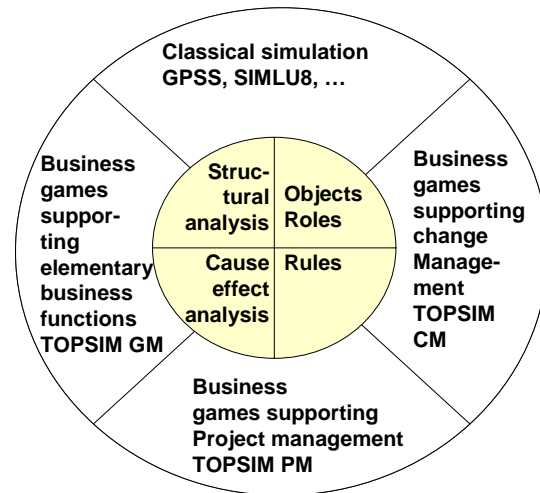 Classical simulation
GPSS, SIMLU8, …
Business
games
suppor-
ting
elementary
business
functions
TOPSIM GM
Struc-
tural
analysis
Objects
Roles
Cause
effect
analysis
Rules
Business
games
supporting
change
Manage-
ment
TOPSIM
CM
Business
games supporting
Project management
TOPSIM PM